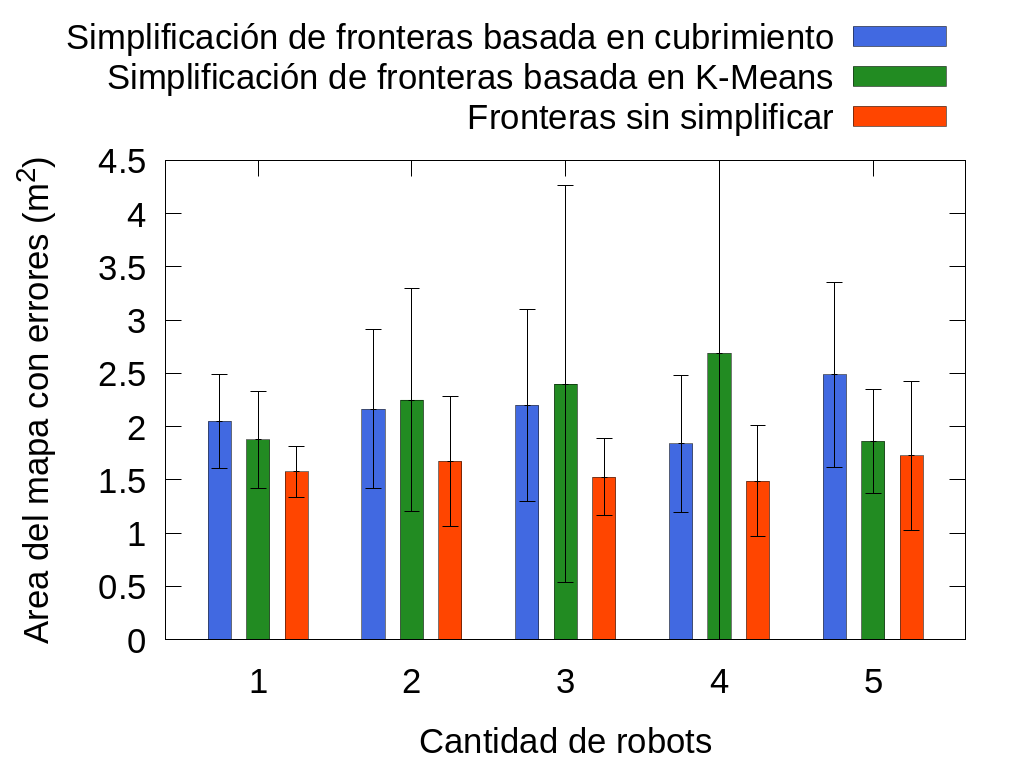 Simplificación de fronteras basada en cubrimiento
Simplificación de fronteras basada en K-Means
Fronteras sin simplificar
Area del mapa con errores (m²)
4.5
4
3.5
3
2.5
2
1.5
1
0.5
0
1 2 3 4 5
Cantidad de robots